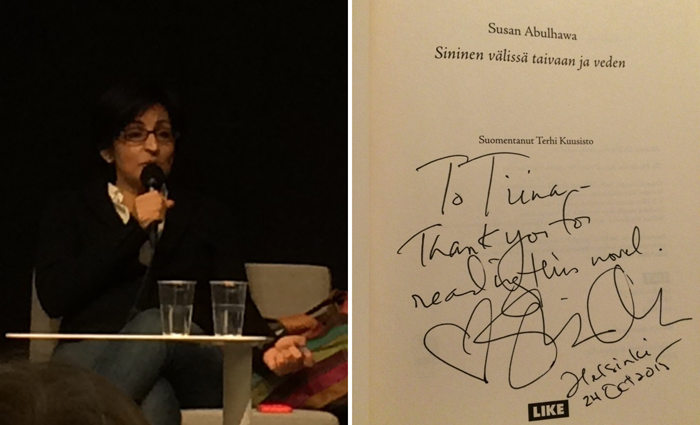 Susan Abulhawa
Sininen välissä taivaan ja veden
Suomentanut Terhi Kuusisto
To Tiina –
Thank you for
reading this novel.
Helsinki
24 Oct 2015
LIKE